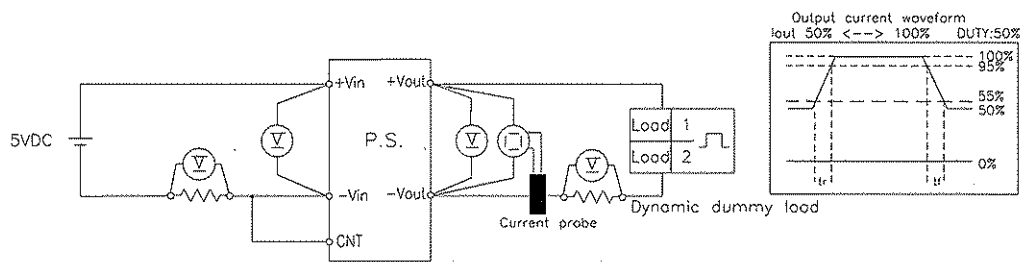 Output current waveform
Iout 50% <--> 100% DUTY:50%
100%
95%
55%
50%
0%
tr
tf
+Vin
+Vout
5VDC
V
V
P.S.
V
Load 1
Load 2
V
-Vin
-Vout
CNT
Current probe
Dynamic dummy load